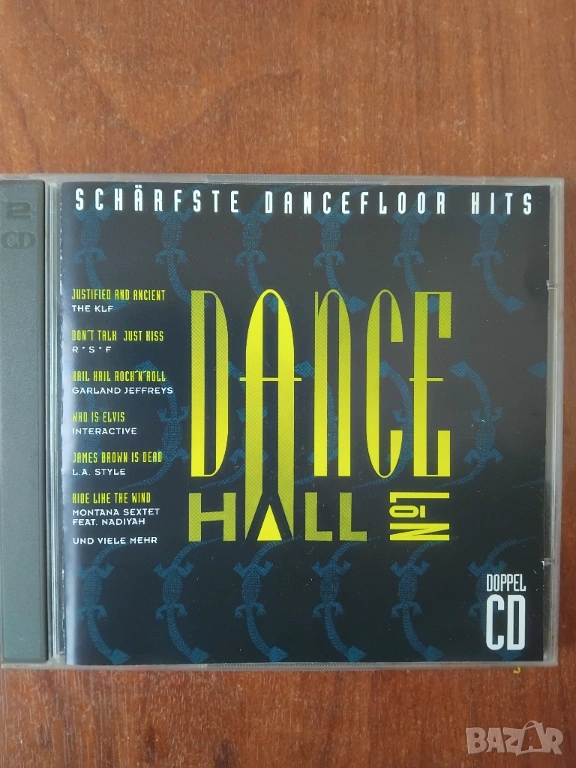 2
CD
SCHÄRFSTE DANCEFLOOR HITS
JUSTIFIED AND ANCIENT
THE KLF
DON'T TALK JUST KISS
R*S*F
HAIL HAIL ROCK'N'ROLL
GARLAND JEFFREYS
WHO IS ELVIS
INTERACTIVE
JAMES BROWN IS DEAD
L.A. STYLE
RIDE LIKE THE WIND
MONTANA SEXTET
FEAT. NADIYAH
UND VIELE MEHR
DANCE
HALL
DOPPEL
CD
BAZAR